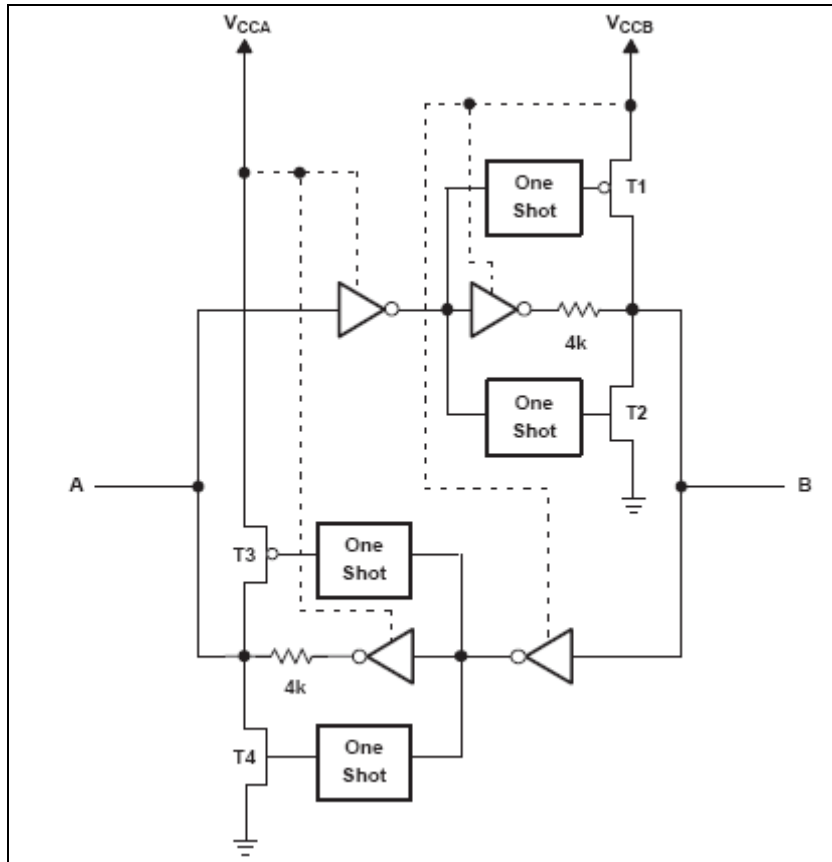 VCCA
VCCB
One
Shot
T1
4k
One
Shot
T2
A
B
T3
One
Shot
4k
T4
One
Shot